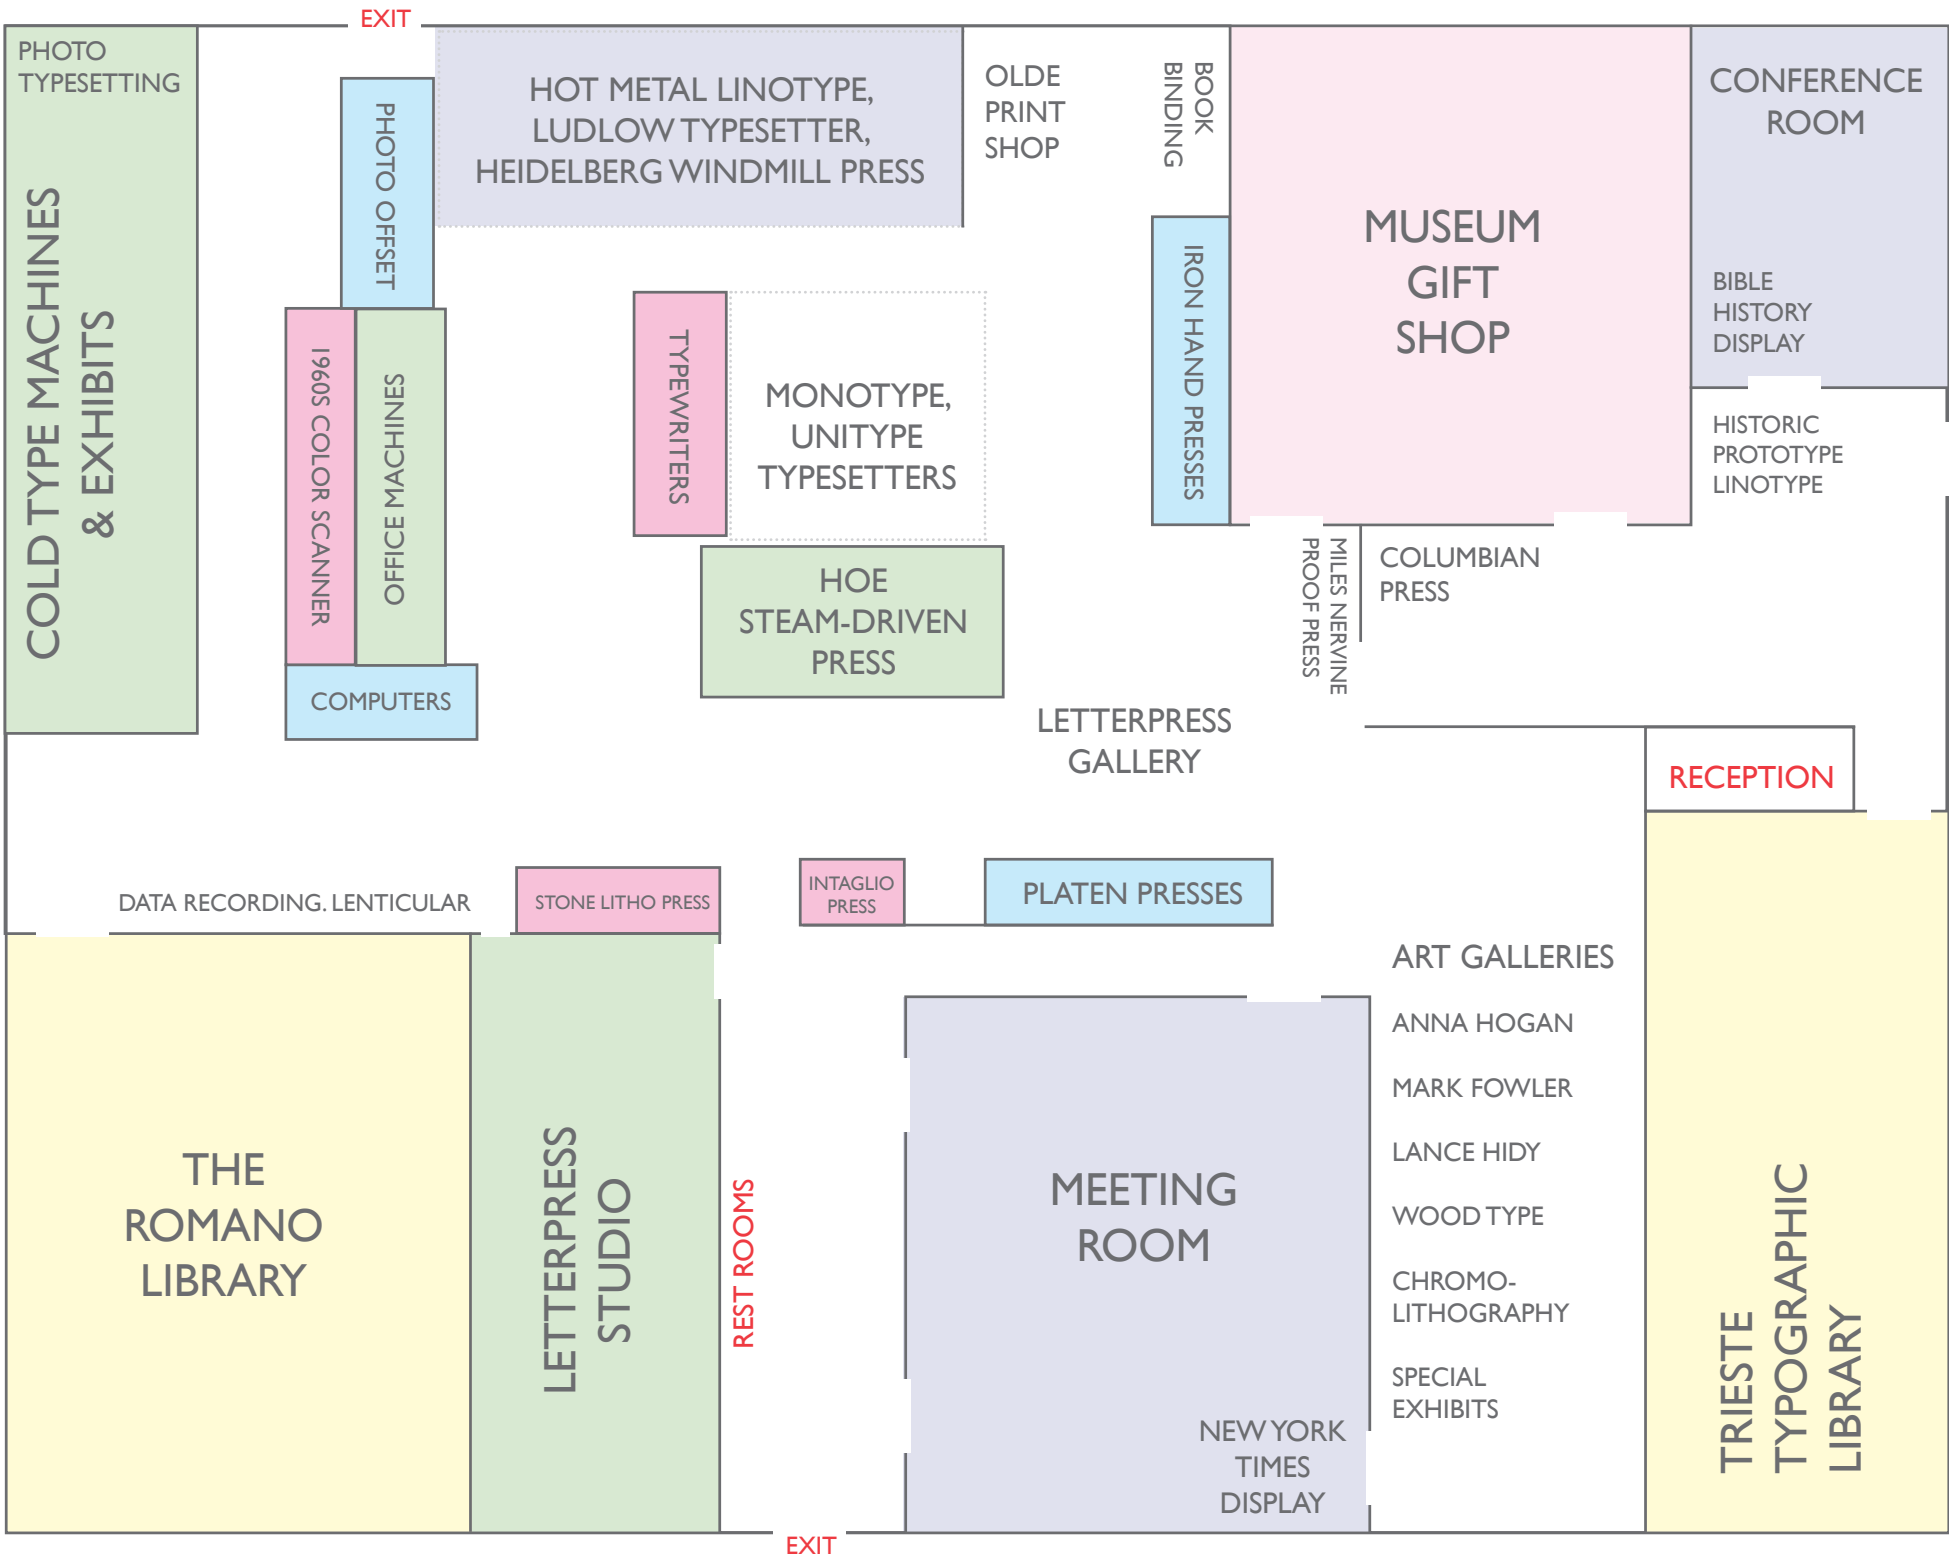 EXIT
PHOTO
TYPESETTING
COLD TYPE MACHINES
& EXHIBITS
PHOTO OFFSET
1960S COLOR SCANNER
OFFICE MACHINES
COMPUTERS
HOT METAL LINOTYPE,
LUDLOW TYPESETTER,
HEIDELBERG WINDMILL PRESS
OLDE
PRINT
SHOP
BOOK
BINDING
IRON HAND PRESSES
MUSEUM
GIFT
SHOP
CONFERENCE
ROOM
BIBLE
HISTORY
DISPLAY
HISTORIC
PROTOTYPE
LINOTYPE
TYPEWRITERS
MONOTYPE,
UNITYPE
TYPESETTERS
HOE
STEAM-DRIVEN
PRESS
MILES NERVINE
PROOF PRESS
COLUMBIAN
PRESS
LETTERPRESS
GALLERY
RECEPTION
DATA RECORDING. LENTICULAR
STONE LITHO PRESS
INTAGLIO
PRESS
PLATEN PRESSES
THE
ROMANO
LIBRARY
LETTERPRESS
STUDIO
REST ROOMS
MEETING
ROOM
NEW YORK
TIMES
DISPLAY
ART GALLERIES
ANNA HOGAN
MARK FOWLER
LANCE HIDY
WOOD TYPE
CHROMO-
LITHOGRAPHY
SPECIAL
EXHIBITS
TRIESTE
TYPOGRAPHIC
LIBRARY
EXIT